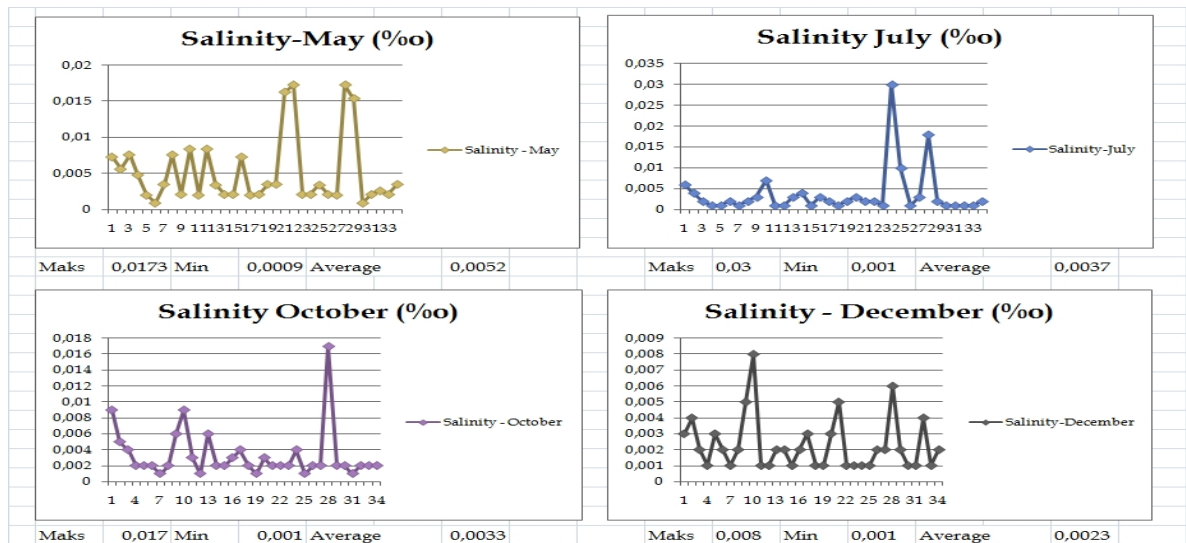 Salinity-May (%o)
0,02
0,015
0,01
0,005
0
1 3 5 7 9 11 13 15 17 19 21 23 25 27 29 31 33
Salinity - May
Maks 0,0173 Min 0,0009 Average 0,0052
Salinity July (%o)
0,035
0,03
0,025
0,02
0,015
0,01
0,005
0
1 3 5 7 9 11 13 15 17 19 21 23 25 27 29 31 33
Salinity-July
Maks 0,03 Min 0,001 Average 0,0037
Salinity October (%o)
0,018
0,016
0,014
0,012
0,01
0,008
0,006
0,004
0,002
0
1 4 7 10 13 16 19 22 25 28 31 34
Salinity - October
Maks 0,017 Min 0,001 Average 0,0033
Salinity - December (%o)
0,009
0,008
0,007
0,006
0,005
0,004
0,003
0,002
0,001
0
1 4 7 10 13 16 19 22 25 28 31 34
Salinity-December
Maks 0,008 Min 0,001 Average 0,0023